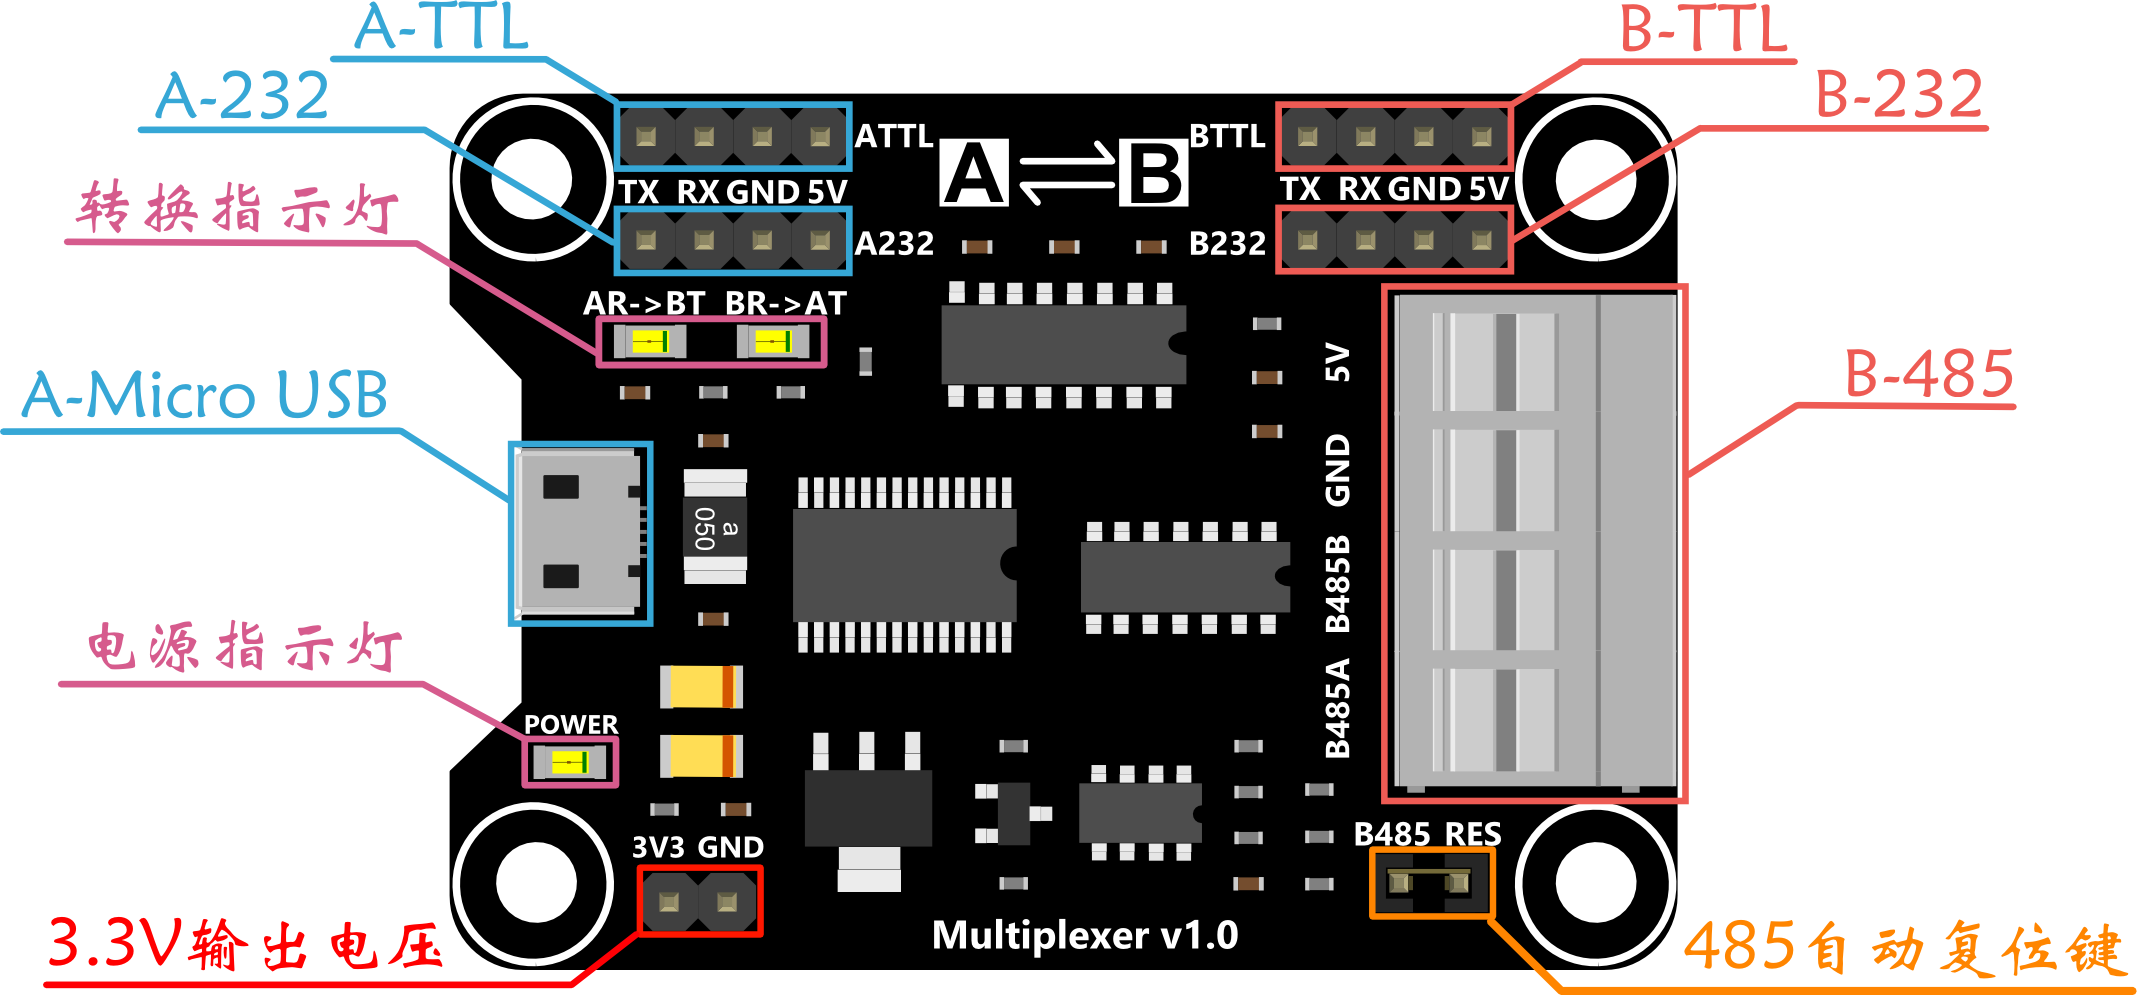 A-TTL
B-TTL
A-232
B-232
ATTL
A
B
BTTL
TX RX GND 5V
TX RX GND 5V
转换指示灯
A232
B232
AR->BT BR->AT
5V
A-Micro USB
B-485
GND
a
050
B485B
电源指示灯
B485A
POWER
B485 RES
3V3 GND
3.3V输出电压
Multiplexer v1.0
485自动复位键